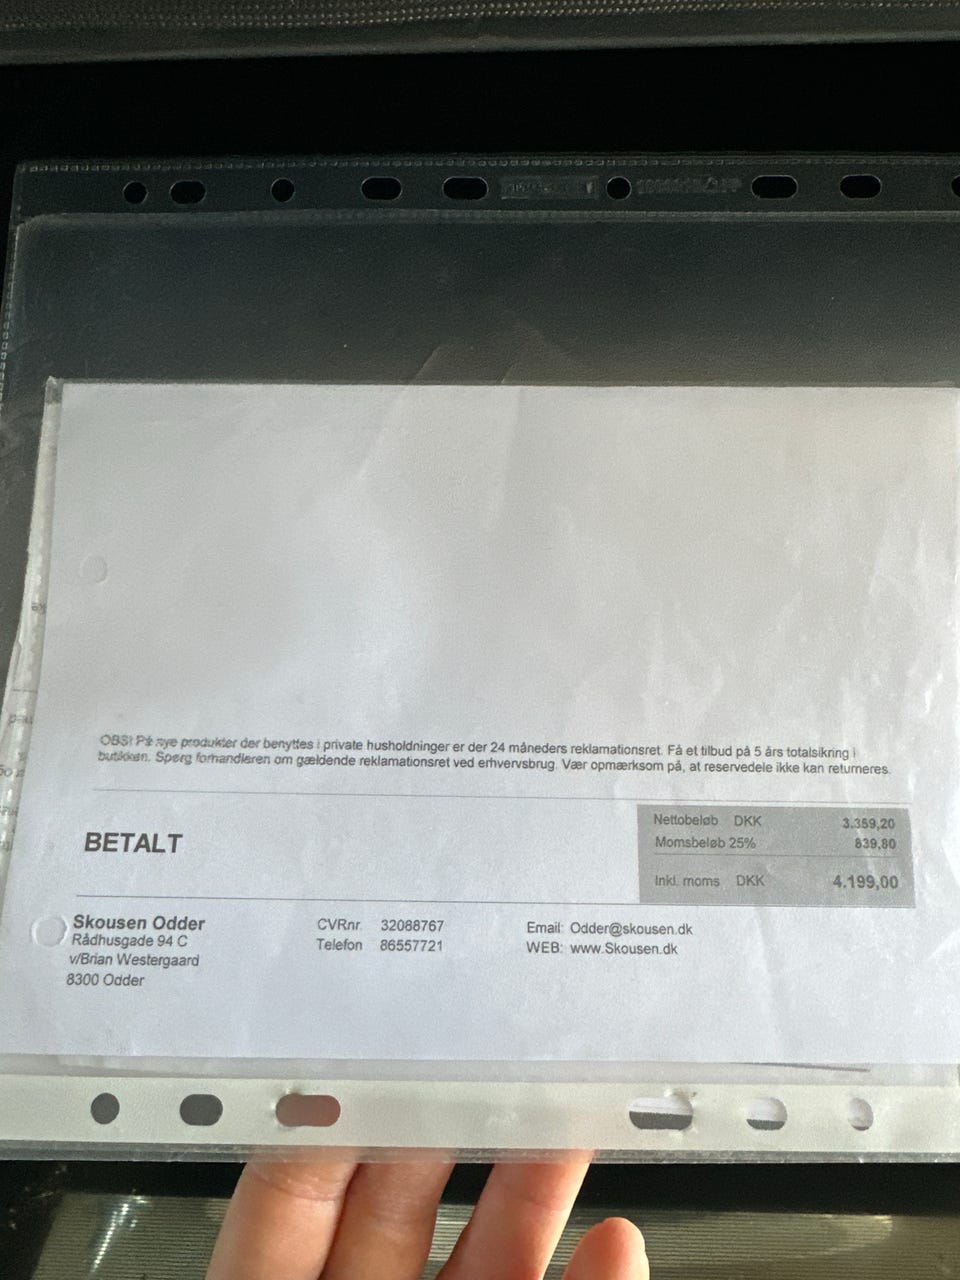 OBS! På nye produkter der benyttes i private husholdninger er der 24 måneders reklamationsret. Få et tilbud på 5 års totalsikring i
butikken. Spørg forhandleren om gældende reklamationsret ved erhvervsbrug. Vær opmærksom på, at reservedele ikke kan returneres.
BETALT
Nettobeløb DKK 3.359,20
Momsbeløb 25% 839,80
Inkl. moms DKK 4.199,00
Skousen Odder
Rådhusgade 94 C
v/Brian Westergaard
8300 Odder
CVRnr. 32088767
Telefon 86557721
Email: Odder@skousen.dk
WEB: www.Skousen.dk